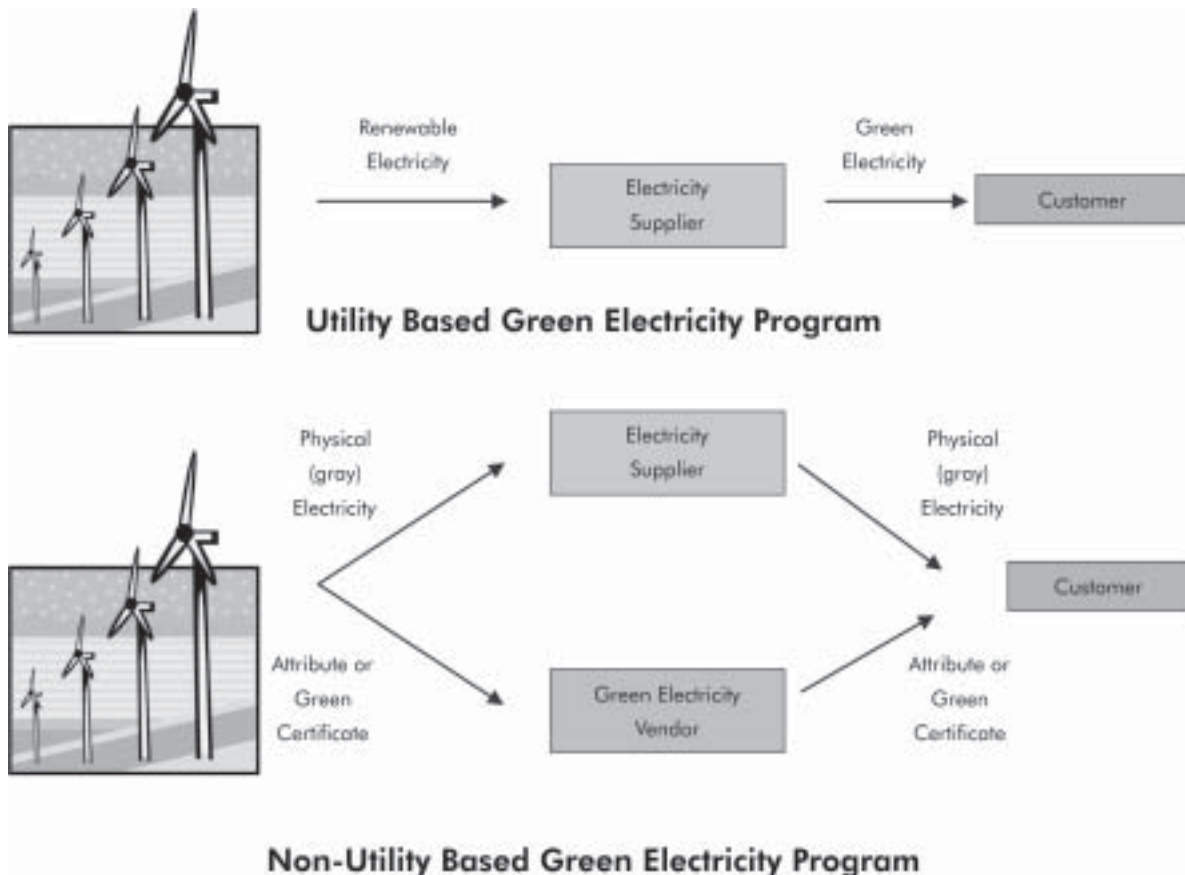 Renewable
Electricity
Electricity
Supplier
Green
Electricity
Customer
Utility Based Green Electricity Program
Physical
(gray)
Electricity
Electricity
Supplier
Physical
(gray)
Electricity
Customer
Attribute or
Green
Certificate
Green Electricity
Vendor
Attribute or
Green
Certificate
Non-Utility Based Green Electricity Program